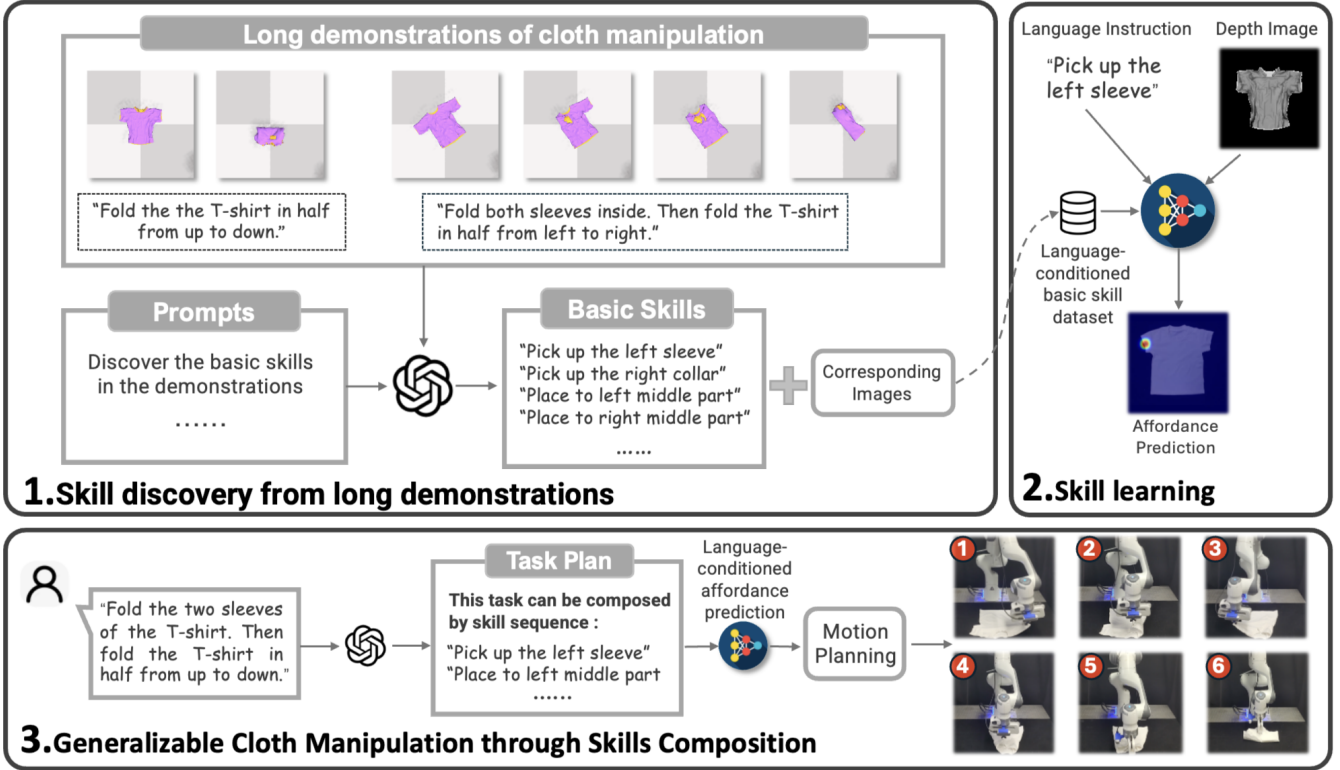 Long demonstrations of cloth manipulation
“Fold the the T-shirt in half
from up to down.”
“Fold both sleeves inside. Then fold the T-shirt
in half from left to right.”
Prompts
Discover the basic skills
in the demonstrations
......
Basic Skills
“Pick up the left sleeve”
“Pick up the right collar”
“Place to left middle part”
“Place to right middle part”
......
Corresponding
Images
1.Skill discovery from long demonstrations
Language Instruction
Depth Image
“Pick up the
left sleeve”
Language-
conditioned
basic skill
dataset
Affordance
Prediction
2.Skill learning
“Fold the two sleeves
of the T-shirt. Then
fold the T-shirt in
half from up to down.”
Task Plan
This task can be composed
by skill sequence :
“Pick up the left sleeve”
“Place to left middle part
......
Language-
conditioned
affordance
prediction
Motion
Planning
1
2
3
4
5
6
3.Generalizable Cloth Manipulation through Skills Composition